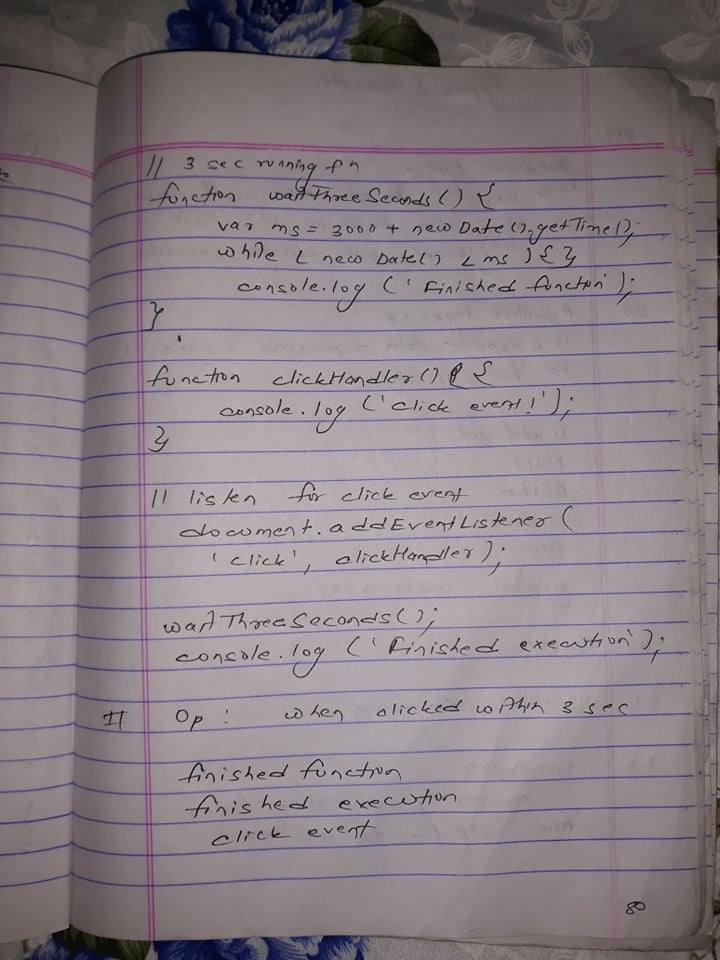 // 3 sec running fn
function waitThreeSeconds() {
var ms = 3000 + new Date().getTime();
while ( new Date() < ms ) { }
console.log ( ' Finished function ' );
}
function clickHandler() {
console.log ( ' click event ! ' );
}
// listen for click event
document.addEventListener (
' click ', clickHandler );
waitThreeSeconds();
console.log ( ' Finished execution ' );
Op : when clicked within 3 sec
finished function
finished execution
click event
80